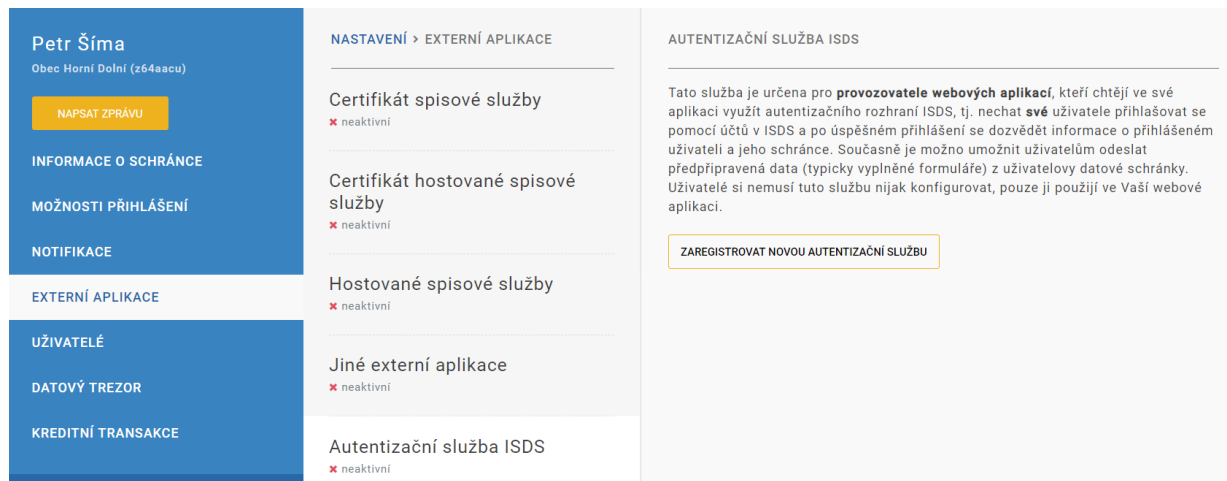 Petr Šíma
Obec Horní Dolní (z64aacu)
NAPSAT ZPRÁVU
INFORMACE O SCHRÁNCE
MOŽNOSTI PŘIHLÁŠENÍ
NOTIFIKACE
EXTERNÍ APLIKACE
UŽIVATELÉ
DATOVÝ TREZOR
KREDITNÍ TRANSAKCE
NASTAVENÍ > EXTERNÍ APLIKACE
Certifikát spisové služby
✖ neaktivní
Certifikát hostované spisové
služby
✖ neaktivní
Hostované spisové služby
✖ neaktivní
Jiné externí aplikace
✖ neaktivní
Autentizační služba ISDS
✖ neaktivní
AUTENTIZAČNÍ SLUŽBA ISDS
Tato služba je určena pro provozovatele webových aplikací, kteří chtějí ve své
aplikaci využít autentizačního rozhraní ISDS, tj. nechat své uživatele přihlašovat se
pomocí účtů v ISDS a po úspěšném přihlášení se dozvědět informace o přihlášeném
uživateli a jeho schránce. Současně je možno umožnit uživatelům odeslat
předpřipravená data (typicky vyplněné formuláře) z uživatelovy datové schránky.
Uživatelé si nemusí tuto službu nijak konfigurovat, pouze ji použijí ve Vaší webové
aplikaci.
ZAREGISTROVAT NOVOU AUTENTIZAČNÍ SLUŽBU